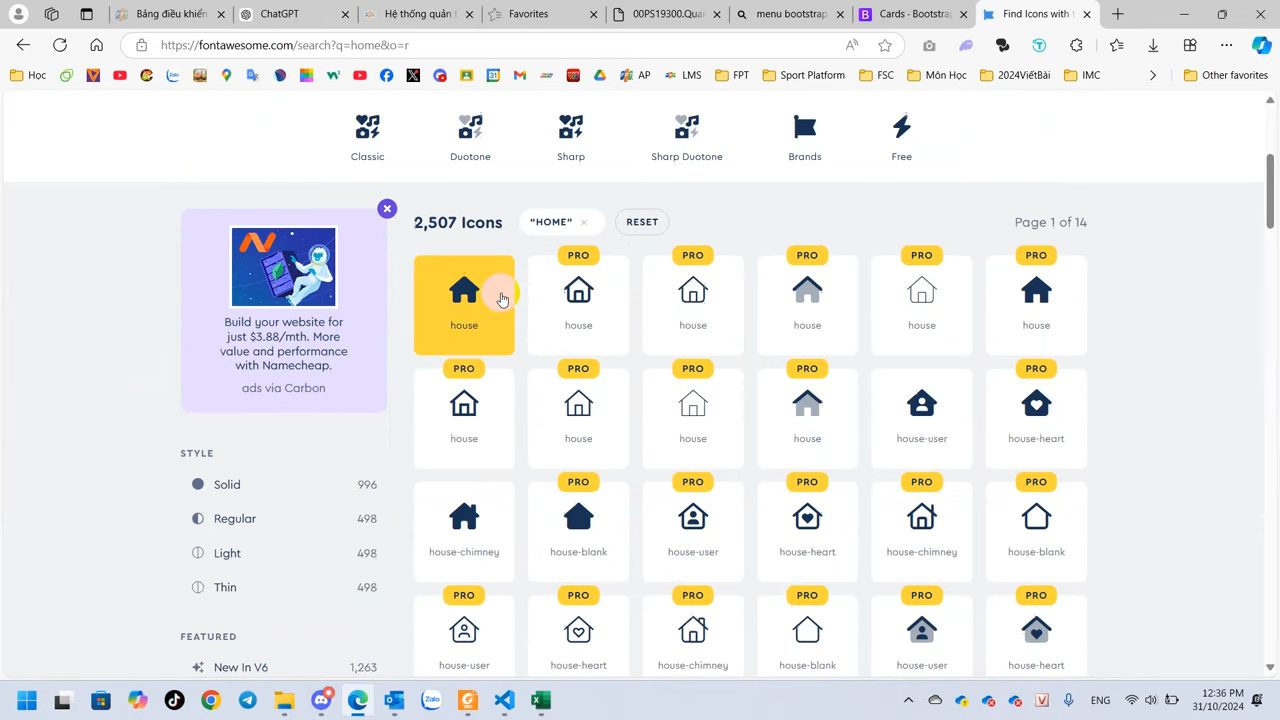 Bảng điều khiển
ChatGPT
Hệ thống quản
Favorites
00PS19300.Quar
menu bootstrap
Cards · Bootstrap
Find Icons with t
https://fontawesome.com/search?q=home&o=r
Học
AP
LMS
FPT
Sport Platform
FSC
Môn Học
2024ViếtBài
IMC
Other favorites
Classic
Duotone
Sharp
Sharp Duotone
Brands
Free
2,507 Icons
"HOME" ×
RESET
Page 1 of 14
Build your website for
just $3.88/mth. More
value and performance
with Namecheap.
ads via Carbon
STYLE
Solid 996
Regular 498
Light 498
Thin 498
FEATURED
New In V6 1,263
PRO PRO PRO PRO PRO
house house house house house house
PRO PRO PRO PRO PRO
house house house house house-user house-heart
PRO PRO PRO PRO PRO
house-chimney house-blank house-user house-heart house-chimney house-blank
PRO PRO PRO PRO PRO PRO
house-user house-heart house-chimney house-blank house-user house-heart
Zalo
ENG
12:36 PM
31/10/2024